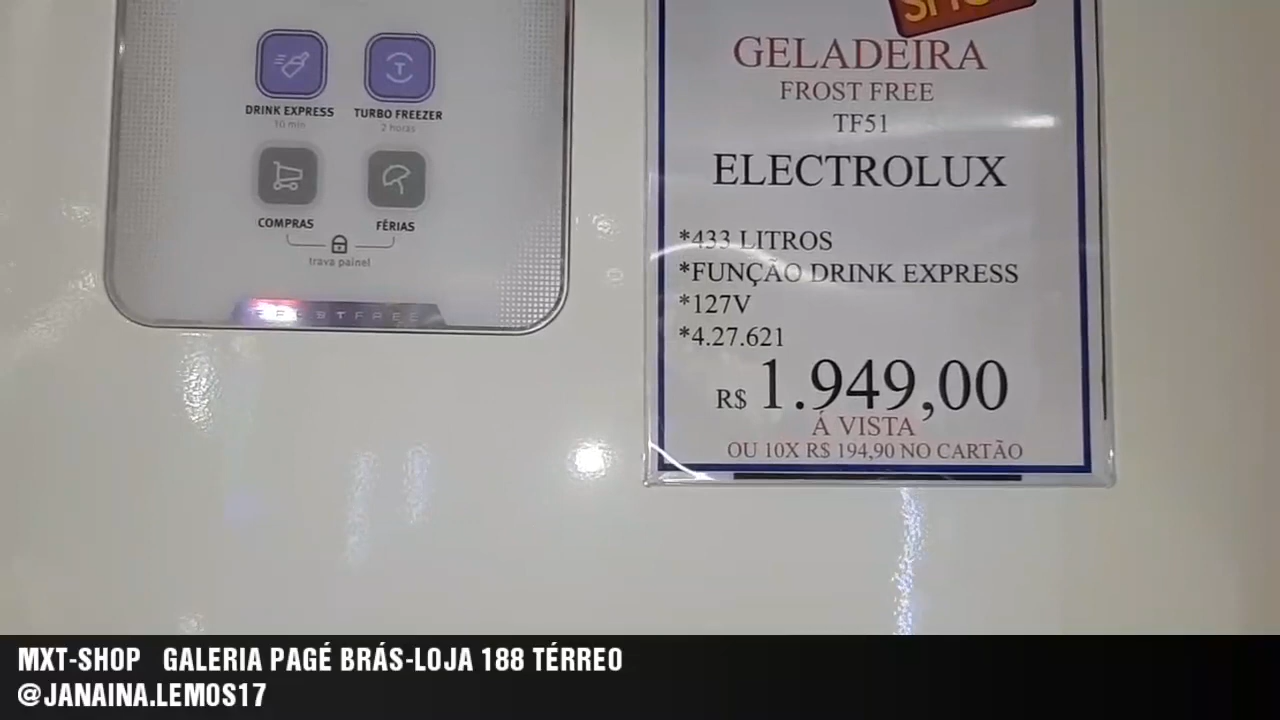 DRINK EXPRESS
10 min
TURBO FREEZER
2 horas
COMPRAS
FÉRIAS
trava painel
GELADEIRA
FROST FREE
TF51
ELECTROLUX
*433 LITROS
*FUNÇÃO DRINK EXPRESS
*127V
*4.27.621
R$ 1.949,00
Á VISTA
OU 10X R$ 194,90 NO CARTÃO
MXT-SHOP GALERIA PAGÉ BRÁS-LOJA 188 TÉRREO
@JANAINA.LEMOS17